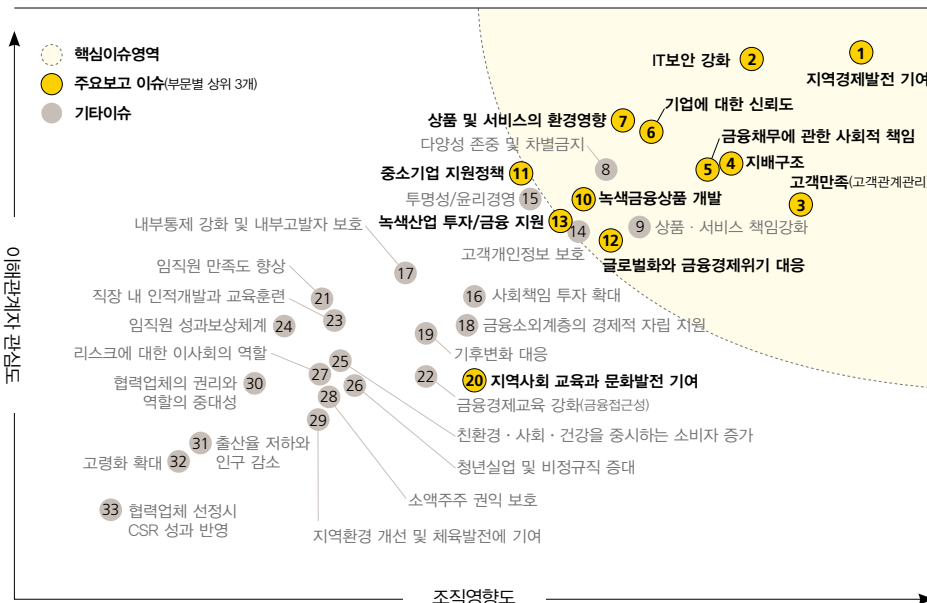 핵심이슈영역
주요보고 이슈(부문별 상위 3개)
기타이슈
1
지역경제발전 기여
IT보안 강화 2
기업에 대한 신뢰도
상품 및 서비스의 환경영향 7
6
다양성 존중 및 차별금지
8
금융채무에 관한 사회적 책임
5 4 지배구조
중소기업 지원정책 11
고객만족(고객관계관리
3
투명성/윤리경영 15
10 녹색금융상품 개발
녹색산업 투자/금융 지원 13
14
고객개인정보 보호
9 상품 · 서비스 책임강화
12
글로벌화와 금융경제위기 대응
내부통제 강화 및 내부고발자 보호
17
임직원 만족도 향상
21
16 사회책임 투자 확대
직장 내 인적개발과 교육훈련
23
임직원 성과보상체계 24
18 금융소외계층의 경제적 자립 지원
19
기후변화 대응
리스크에 대한 이사회의 역할
27
25
26
22
금융경제교육 강화(금융접근성)
20 지역사회 교육과 문화발전 기여
협력업체의 권리와
역할의 중대성
30
28
29
친환경 · 사회 · 건강을 중시하는 소비자 증가
31 출산율 저하와
인구 감소
고령화 확대 32
청년실업 및 비정규직 증대
소액주주 권익 보호
33 협력업체 선정시
CSR 성과 반영
지역환경 개선 및 체육발전에 기여
이해관계자 관심도
조직영향도